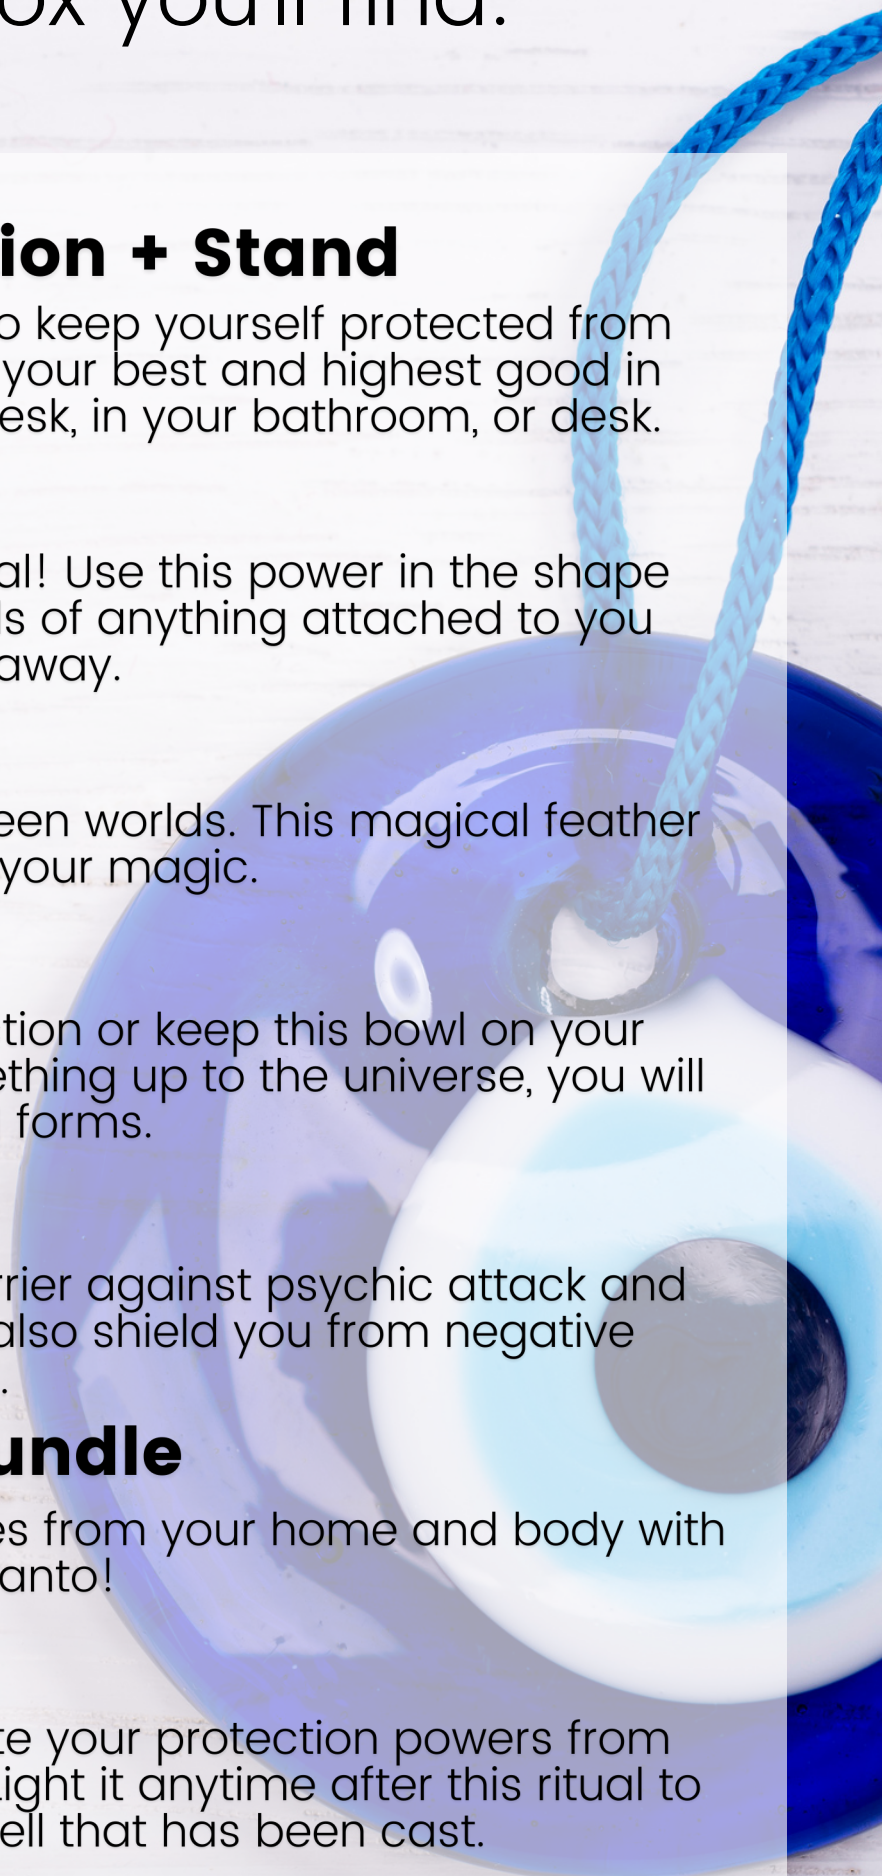 ox you'll find:
ion + Stand
o keep yourself protected from
your best and highest good in
esk, in your bathroom, or desk.
al! Use this power in the shape
ls of anything attached to you
away.
een worlds. This magical feather
your magic.
tion or keep this bowl on your
ething up to the universe, you will
forms.
rrier against psychic attack and
also shield you from negative
.
undle
es from your home and body with
anto!
te your protection powers from
Light it anytime after this ritual to
ell that has been cast.